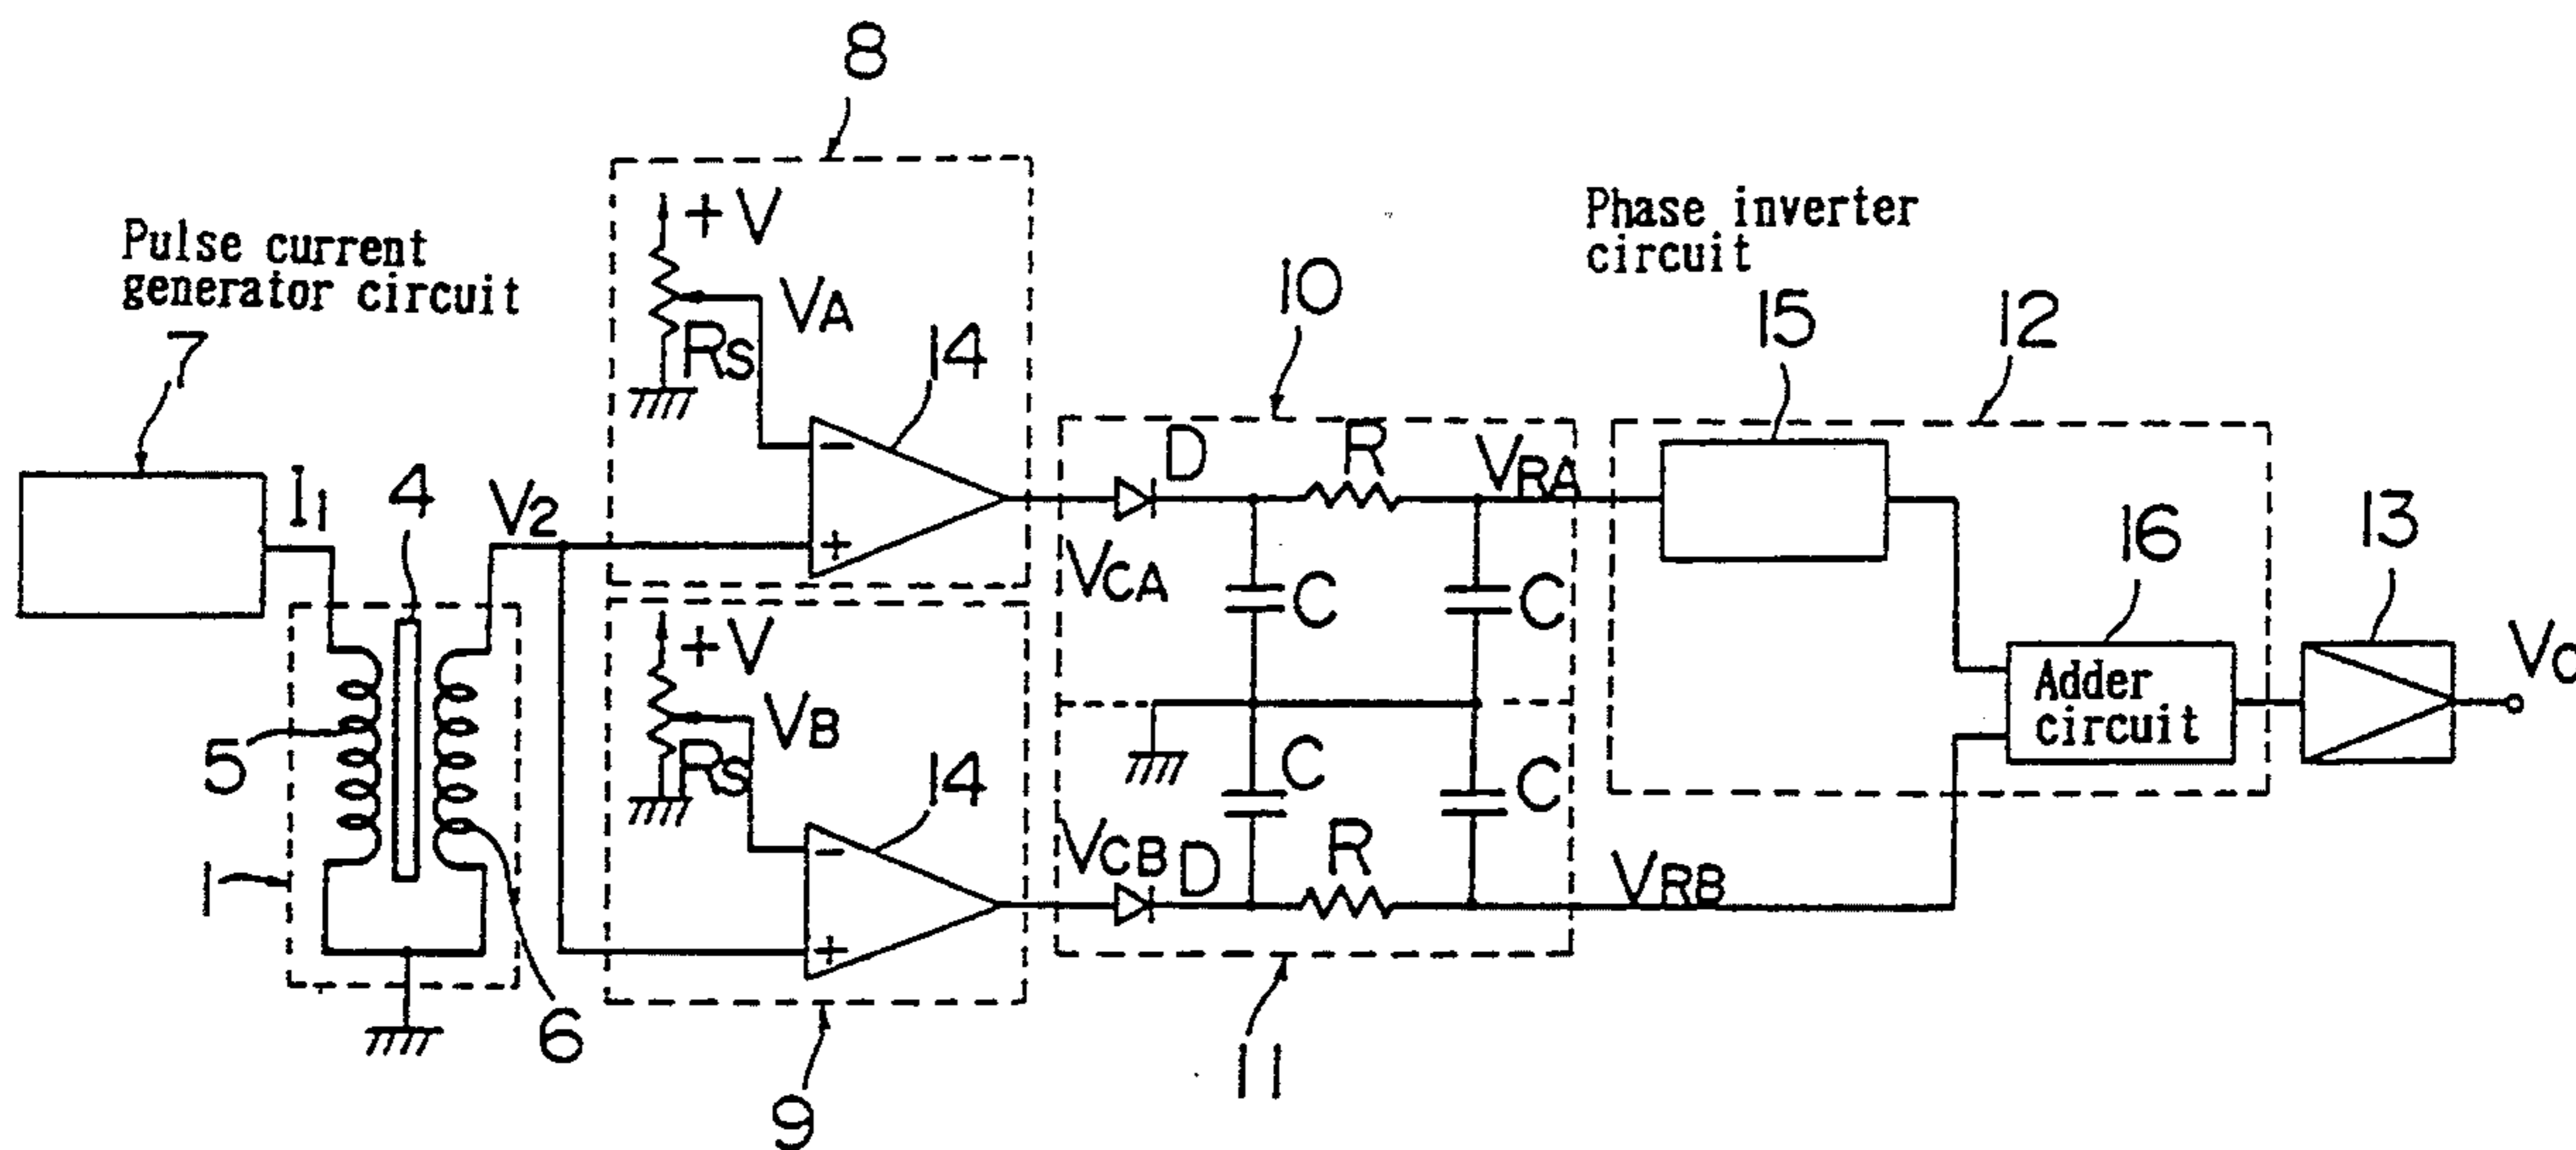 8
+V
VA
RS
14
Pulse current
generator circuit
7
I1
4
V2
5
1
6
+V
VB
RS
14
9
10
D
R
VRA
VCA
C
C
C
C
VCB
D
R
VRB
11
Phase inverter
circuit
15
12
16
Adder
circuit
13